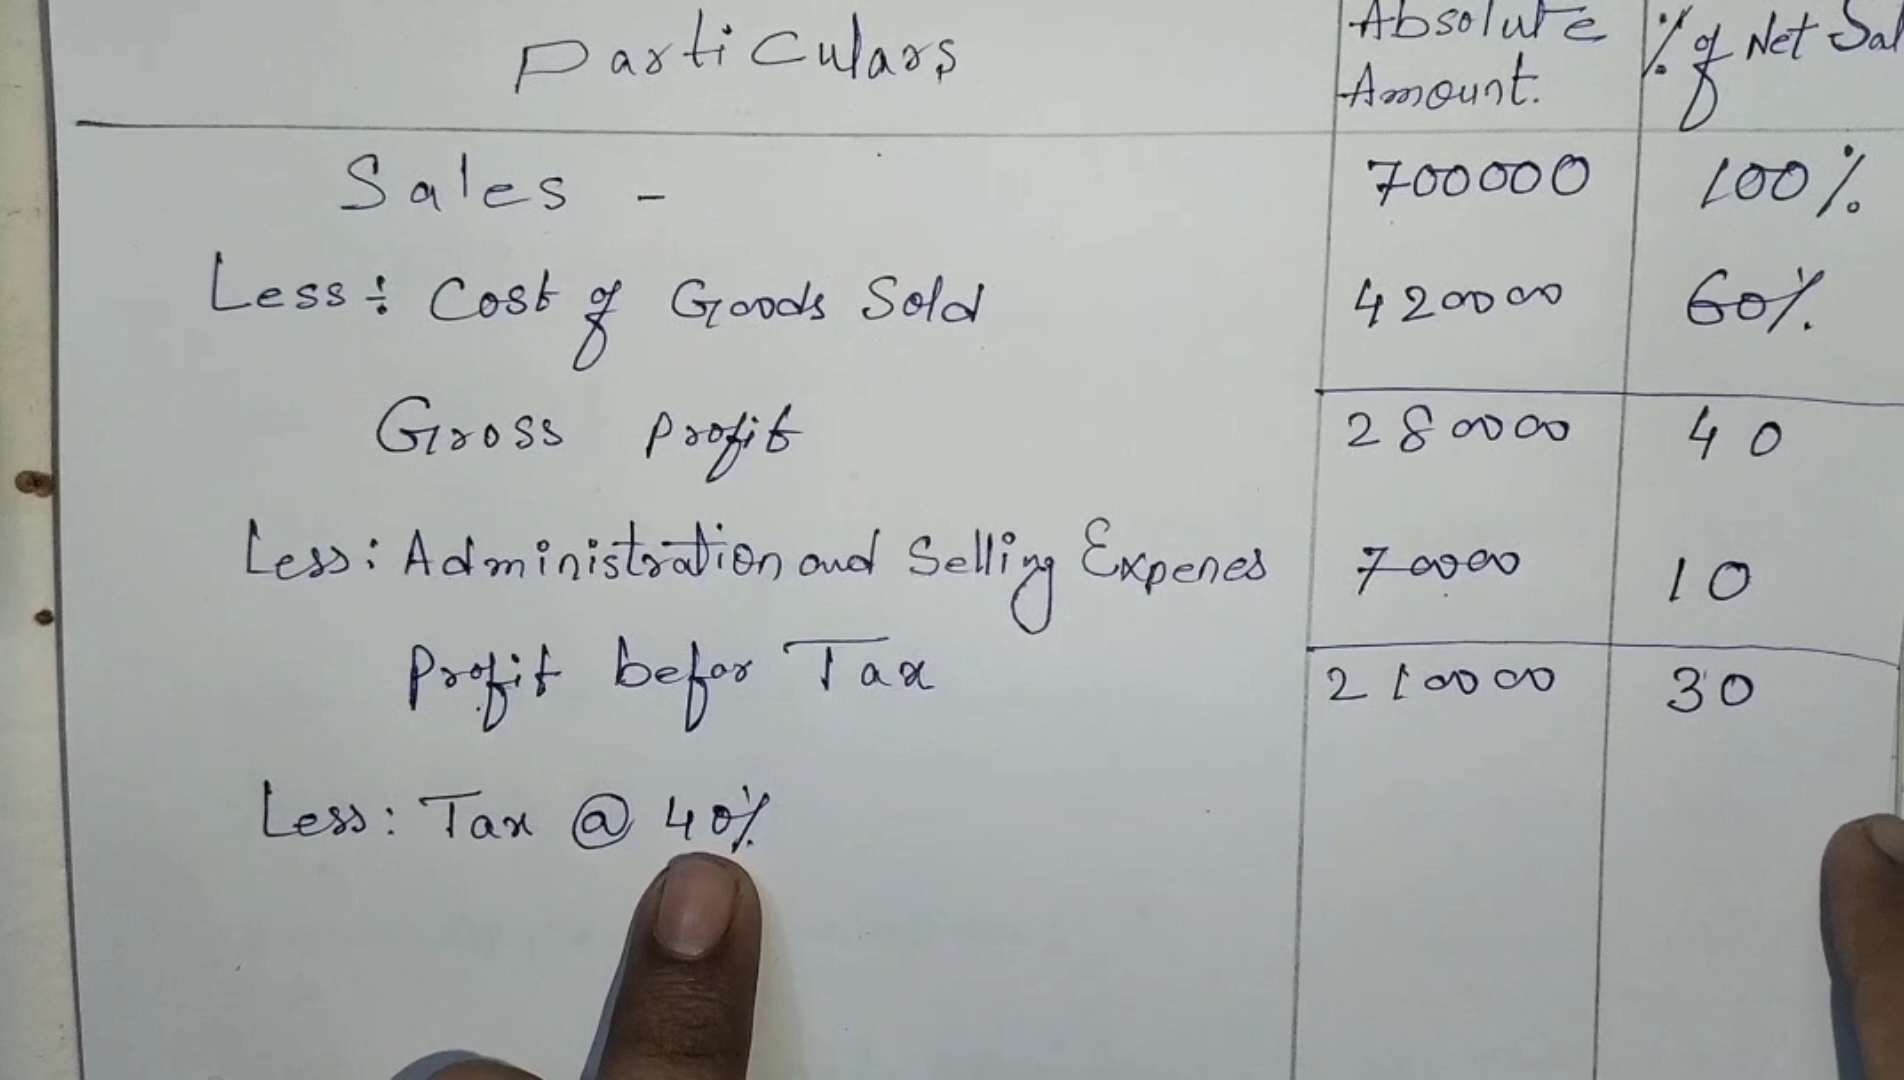 Particulars Absolute Amount. % of Net Sal
Sales - 700000 100%
Less: Cost of Goods Sold 420000 60%
Gross Profit 280000 40
Less: Administration and Selling Expenes 70000 10
Profit befor Tax 210000 30
Less: Tax @ 40%